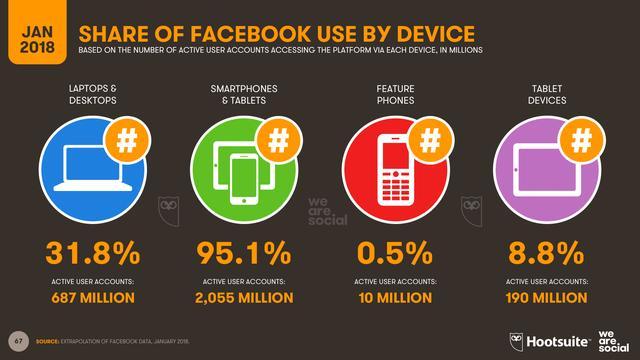 JAN
2018
SHARE OF FACEBOOK USE BY DEVICE
BASED ON THE NUMBER OF ACTIVE USER ACCOUNTS ACCESSING THE PLATFORM VIA EACH DEVICE, IN MILLIONS
LAPTOPS &
DESKTOPS
SMARTPHONES
& TABLETS
FEATURE
PHONES
TABLET
DEVICES
#
#
#
#
we
are
social
31.8%
95.1%
0.5%
8.8%
ACTIVE USER ACCOUNTS:
687 MILLION
ACTIVE USER ACCOUNTS:
2,055 MILLION
ACTIVE USER ACCOUNTS:
10 MILLION
ACTIVE USER ACCOUNTS:
190 MILLION
67
SOURCE: EXTRAPOLATION OF FACEBOOK DATA, JANUARY 2018.
Hootsuite™
we
are
social